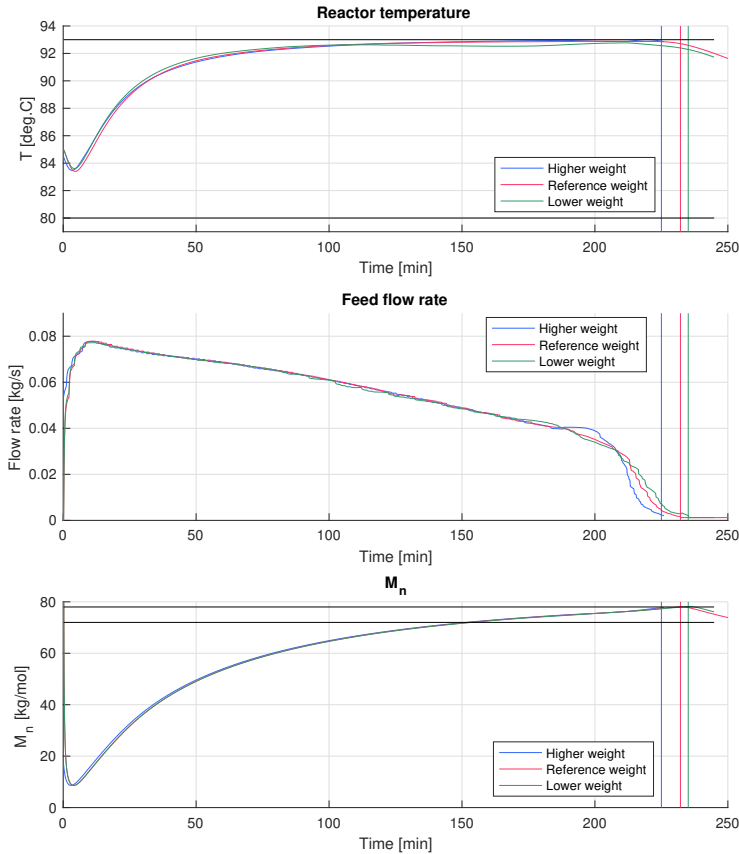 Reactor temperature
94
92
90
88
86
84
82
80
T [deg.C]
Higher weight
Reference weight
Lower weight
0
50
100
150
200
250
Time [min]
Feed flow rate
0.08
0.06
0.04
0.02
0
Flow rate [kg/s]
Higher weight
Reference weight
Lower weight
0
50
100
150
200
250
Time [min]
M_n
80
60
40
20
0
M_n [kg/mol]
Higher weight
Reference weight
Lower weight
0
50
100
150
200
250
Time [min]